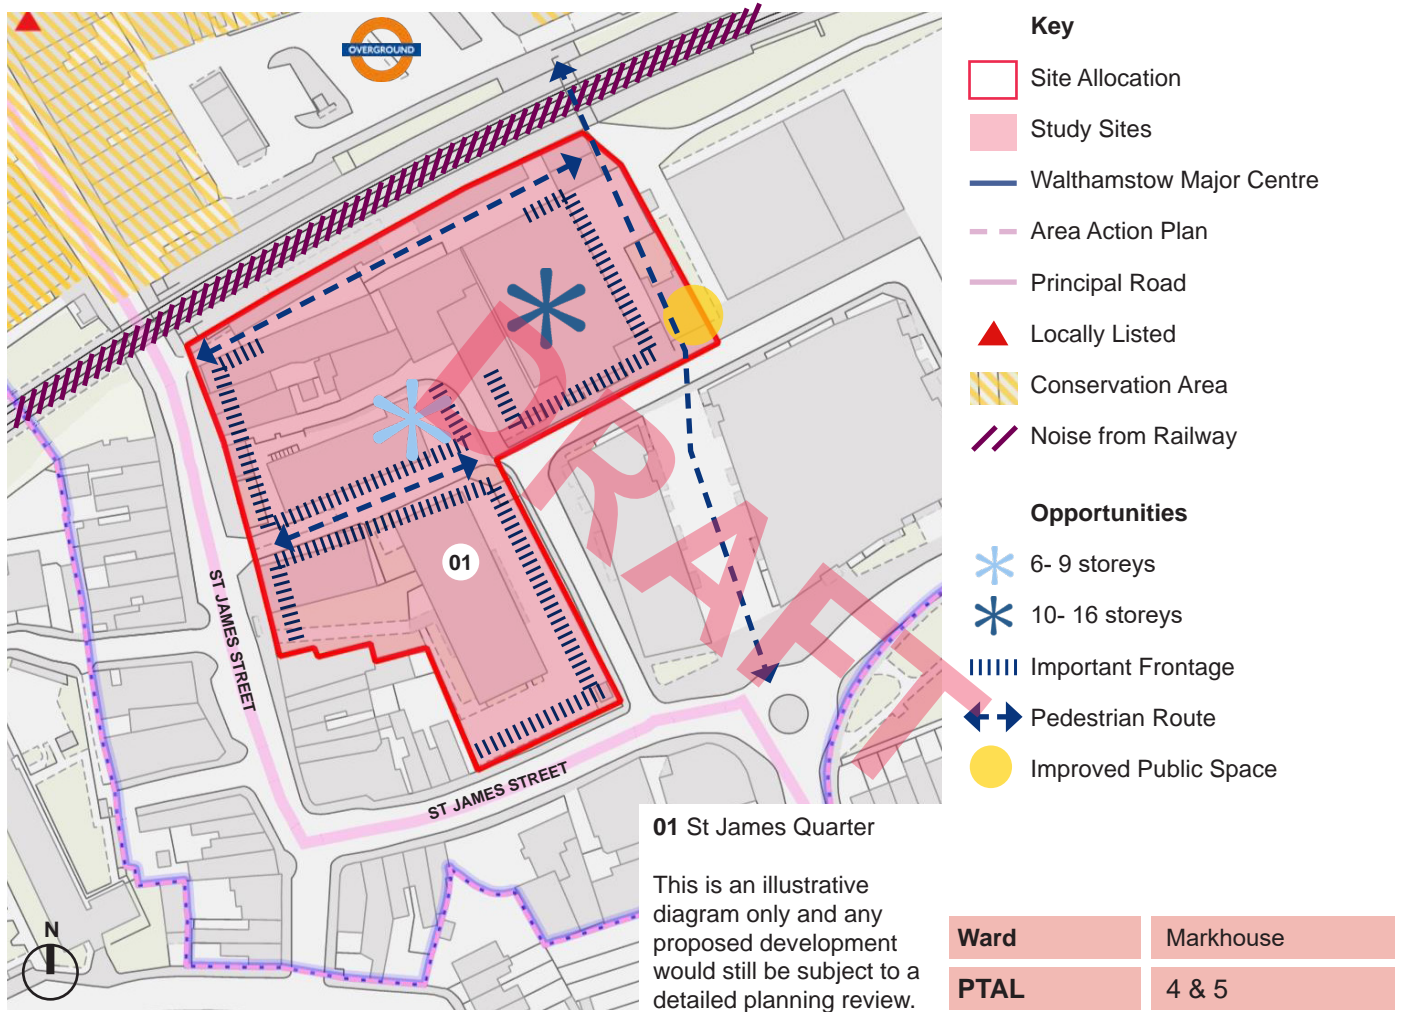 OVERGROUND
01
ST JAMES STREET
ST JAMES STREET
N
DRAFT
Key
Site Allocation
Study Sites
Walthamstow Major Centre
Area Action Plan
Principal Road
Locally Listed
Conservation Area
Noise from Railway
Opportunities
6- 9 storeys
10- 16 storeys
Important Frontage
Pedestrian Route
Improved Public Space
01 St James Quarter
This is an illustrative
diagram only and any
proposed development
would still be subject to a
detailed planning review.
Ward Markhouse
PTAL 4 & 5